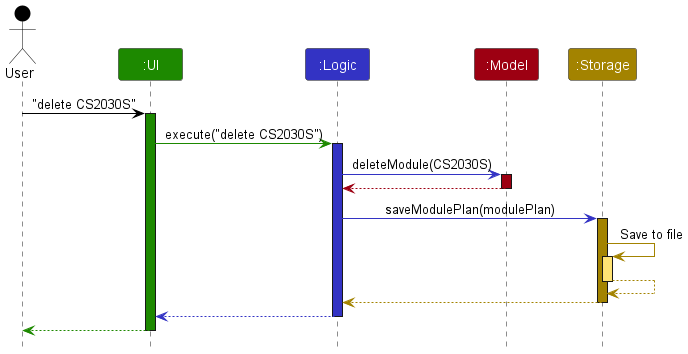 User
:UI
:Logic
:Model
:Storage
"delete CS2030S"
execute("delete CS2030S")
deleteModule(CS2030S)
saveModulePlan(modulePlan)
Save to file